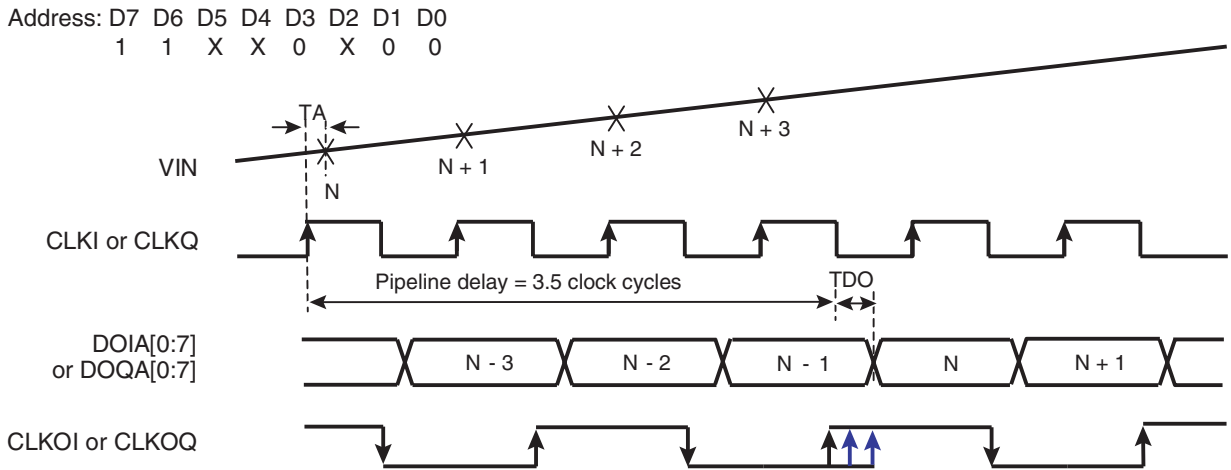 Address: D7 D6 D5 D4 D3 D2 D1 D0
1 1 X X 0 X 0 0
TA
VIN
N
N + 1
N + 2
N + 3
CLKI or CLKQ
Pipeline delay = 3.5 clock cycles
TDO
DOIA[0:7]
or DOQA[0:7]
N - 3
N - 2
N - 1
N
N + 1
CLKOI or CLKOQ